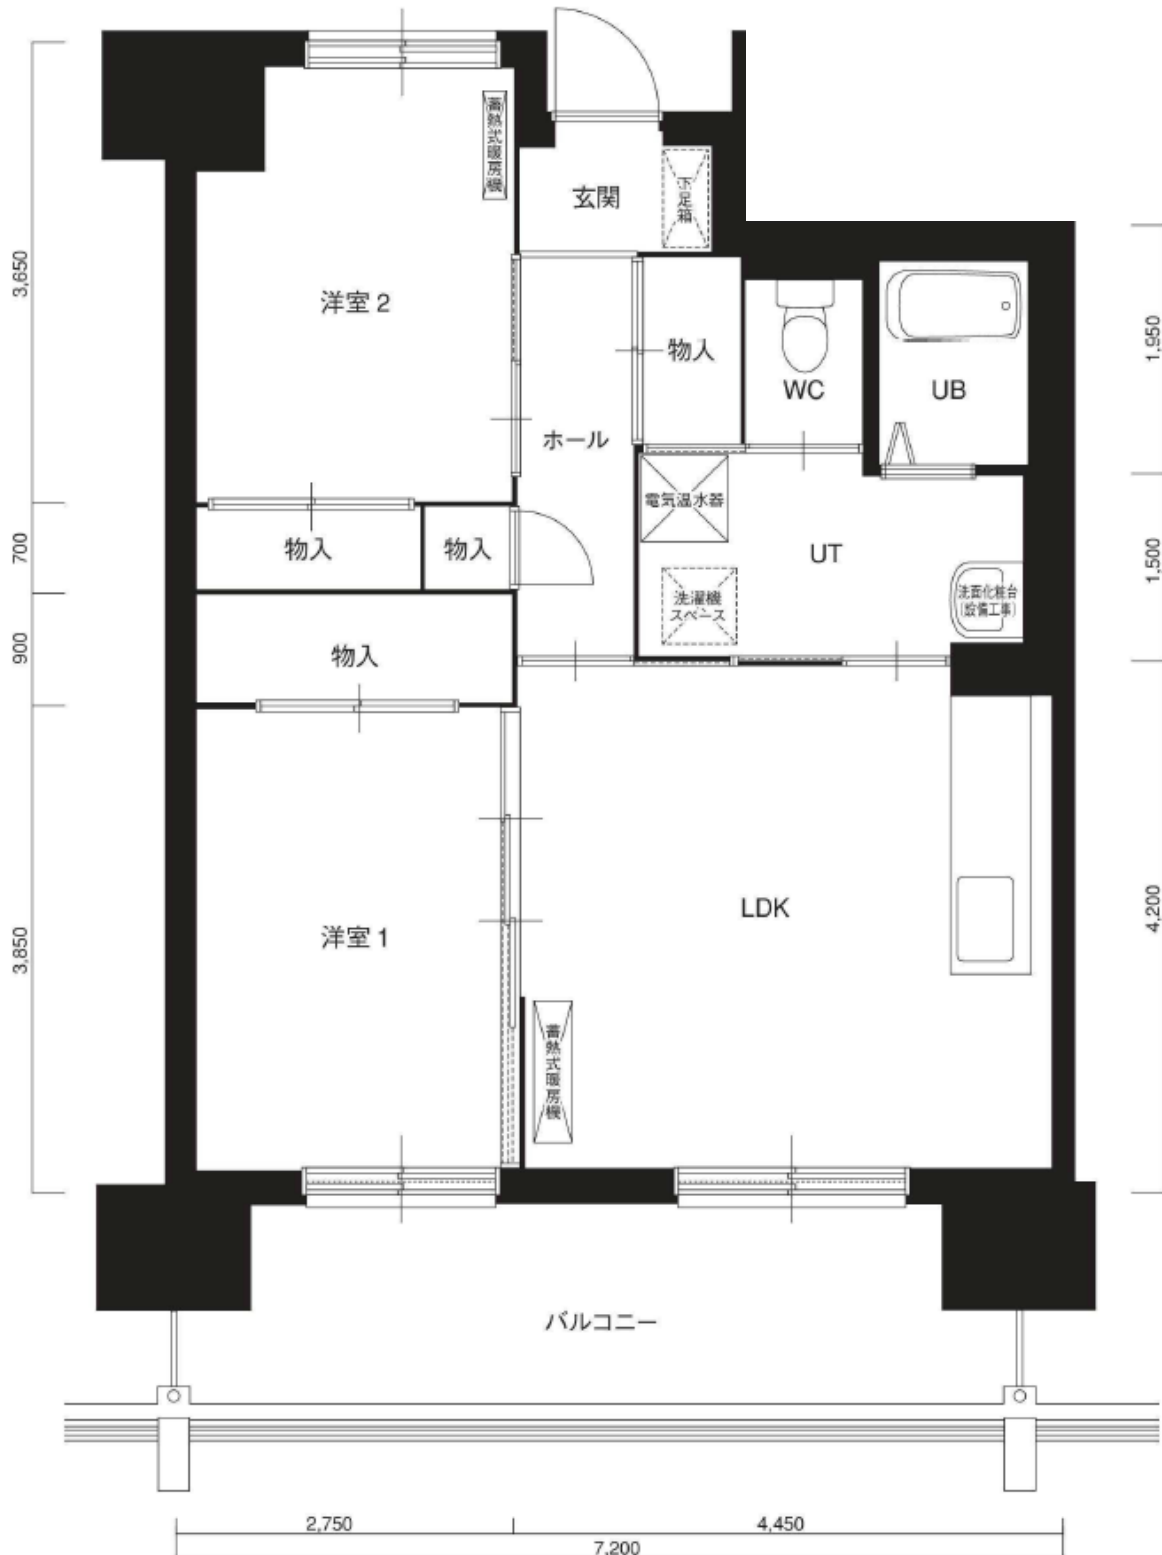 蓄熱式暖房機
玄関
下足箱
3,650
洋室 2
1,950
物入
WC
UB
ホール
電気温水器
700
物入
物入
UT
1,500
洗濯機
スペース
洗面化粧台
(設備工事)
900
物入
3,850
洋室 1
LDK
4,200
蓄熱式暖房機
バルコニー
2,750
4,450
7,200